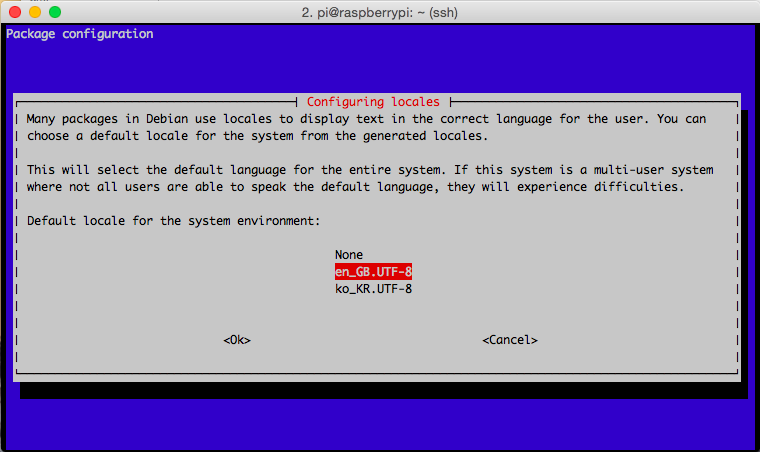 2. pi@raspberrypi: ~ (ssh)
Package configuration
Configuring locales
Many packages in Debian use locales to display text in the correct language for the user. You can
choose a default locale for the system from the generated locales.
This will select the default language for the entire system. If this system is a multi-user system
where not all users are able to speak the default language, they will experience difficulties.
Default locale for the system environment:
None
en_GB.UTF-8
ko_KR.UTF-8
<Ok> <Cancel>